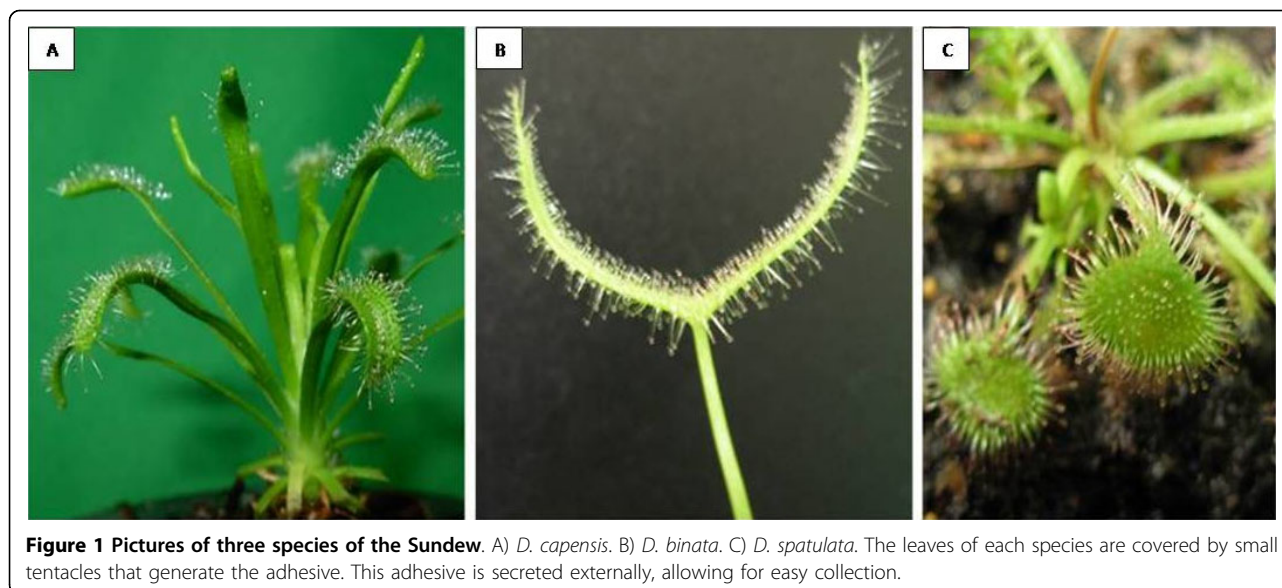 A
B
C
Figure 1 Pictures of three species of the Sundew. A) D. capensis. B) D. binata. C) D. spatulata. The leaves of each species are covered by small
tentacles that generate the adhesive. This adhesive is secreted externally, allowing for easy collection.